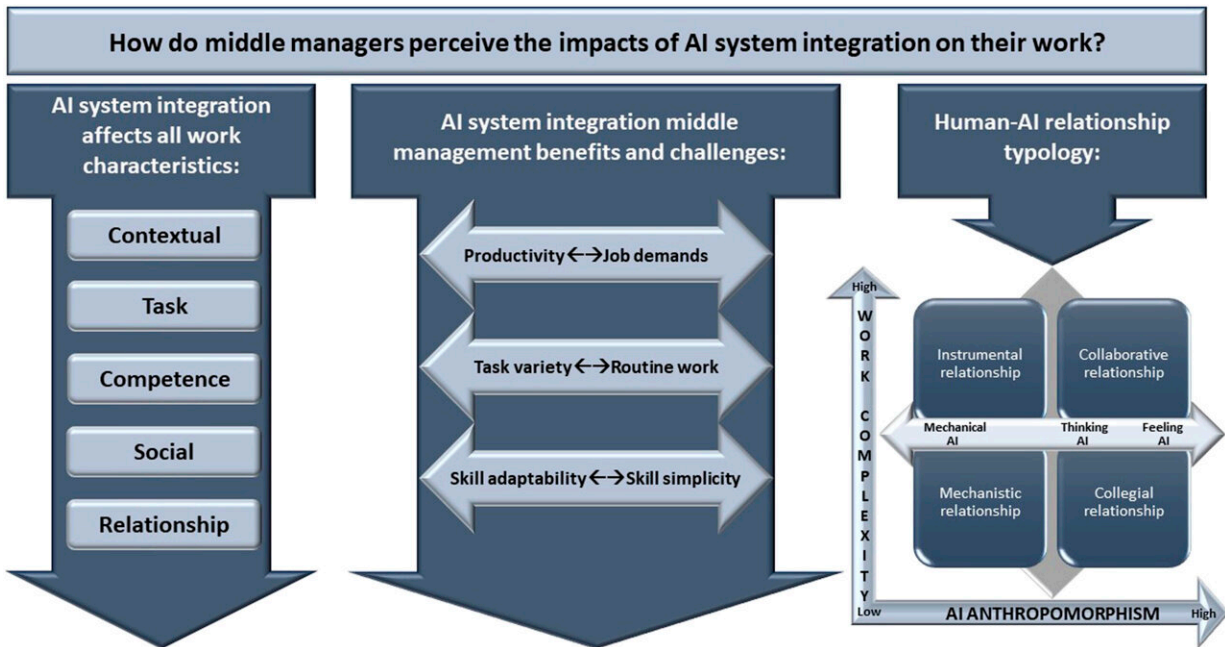 How do middle managers perceive the impacts of AI system integration on their work?
AI system integration
affects all work
characteristics:
Contextual
Task
Competence
Social
Relationship
AI system integration middle
management benefits and challenges:
Productivity ←→ Job demands
Task variety ←→ Routine work
Skill adaptability ←→ Skill simplicity
Human-AI relationship
typology:
High
WORK COMPLEXITY
Low
Instrumental
relationship
Collaborative
relationship
Mechanical
AI
Thinking
AI
Feeling
AI
Mechanistic
relationship
Collegial
relationship
AI ANTHROPOMORPHISM
High